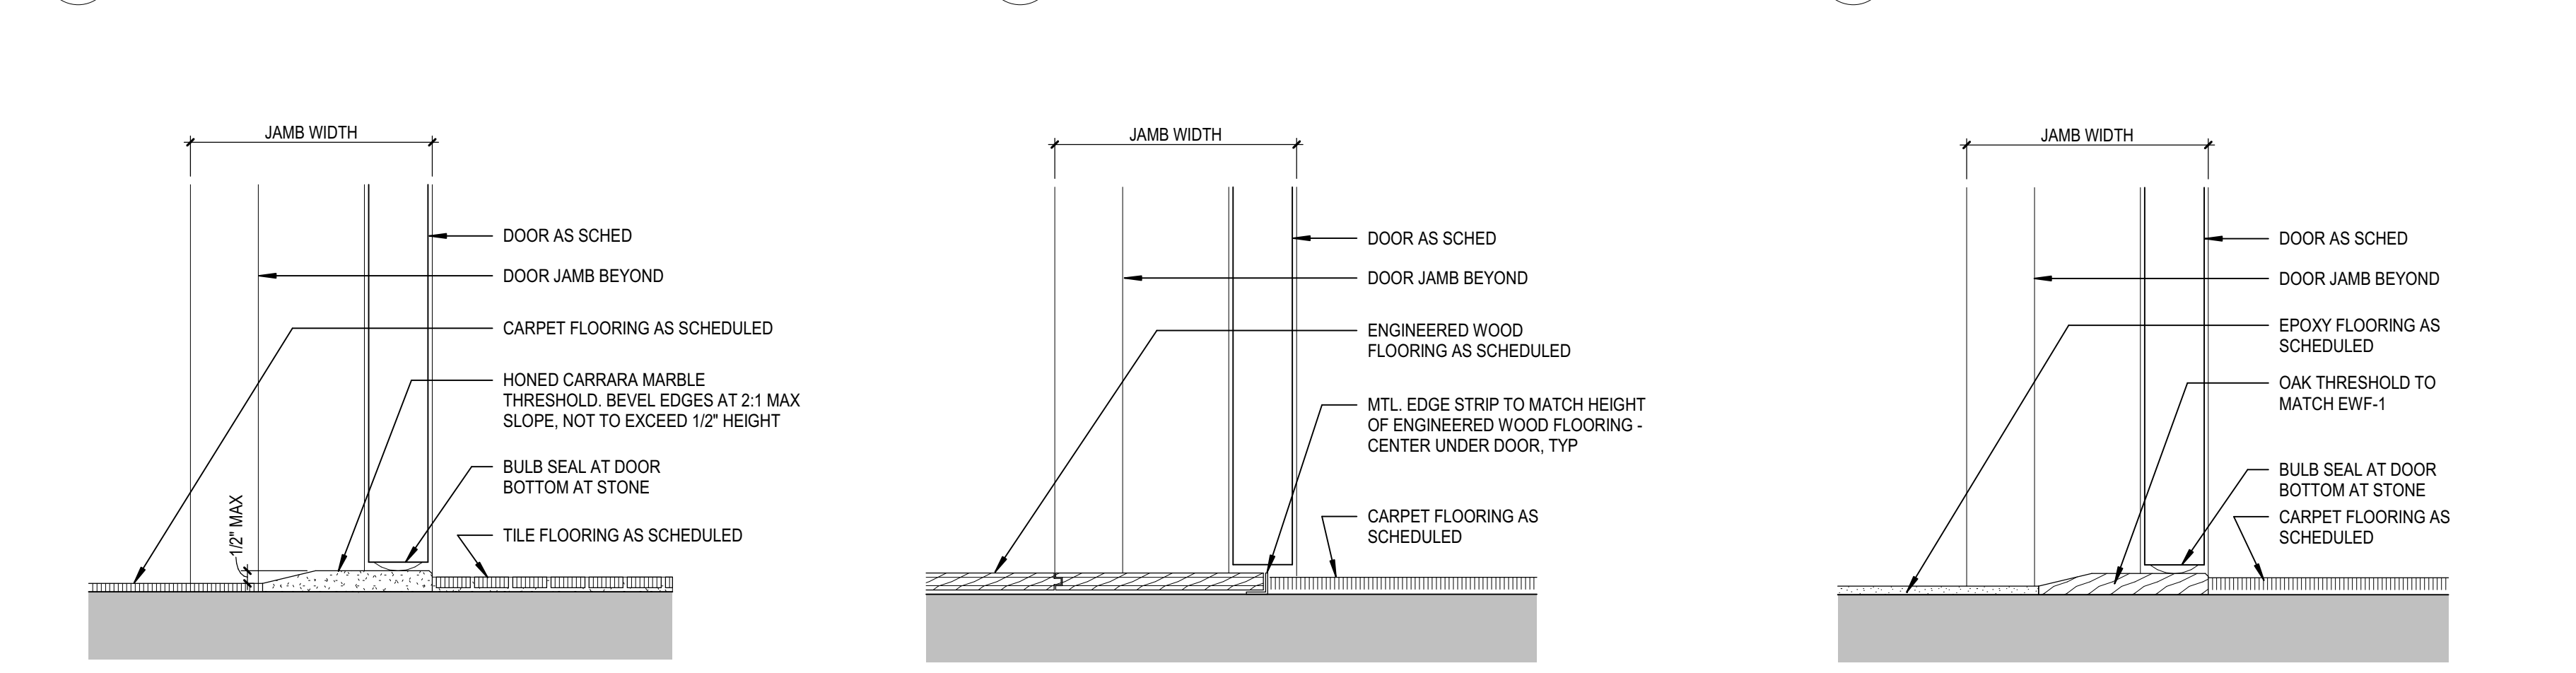 JAMB WIDTH
DOOR AS SCHED
DOOR JAMB BEYOND
CARPET FLOORING AS SCHEDULED
HONED CARRARA MARBLE
THRESHOLD. BEVEL EDGES AT 2:1 MAX
SLOPE, NOT TO EXCEED 1/2" HEIGHT
BULB SEAL AT DOOR
BOTTOM AT STONE
1/2" MAX
TILE FLOORING AS SCHEDULED
JAMB WIDTH
DOOR AS SCHED
DOOR JAMB BEYOND
ENGINEERED WOOD
FLOORING AS SCHEDULED
MTL. EDGE STRIP TO MATCH HEIGHT
OF ENGINEERED WOOD FLOORING -
CENTER UNDER DOOR, TYP
CARPET FLOORING AS
SCHEDULED
JAMB WIDTH
DOOR AS SCHED
DOOR JAMB BEYOND
EPOXY FLOORING AS
SCHEDULED
OAK THRESHOLD TO
MATCH EWF-1
BULB SEAL AT DOOR
BOTTOM AT STONE
CARPET FLOORING AS
SCHEDULED